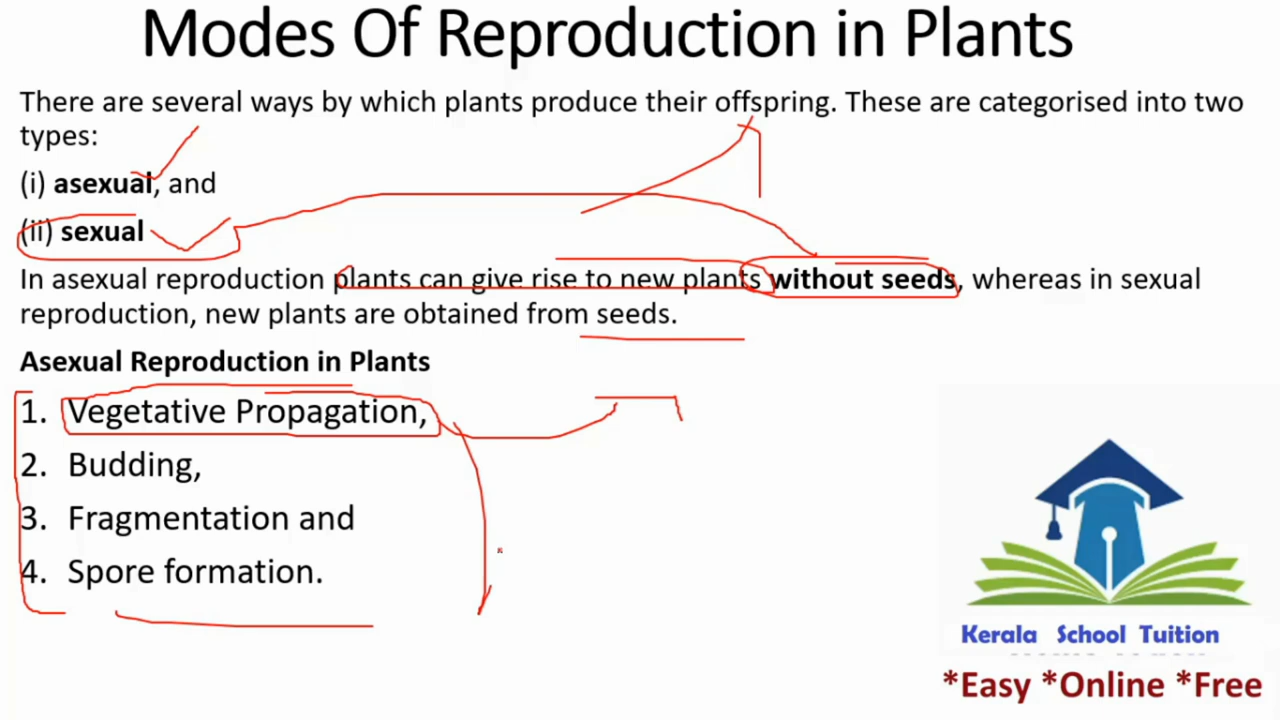 Modes Of Reproduction in Plants
There are several ways by which plants produce their offspring. These are categorised into two
types:
(i) asexual, and
(ii) sexual
In asexual reproduction plants can give rise to new plants without seeds, whereas in sexual
reproduction, new plants are obtained from seeds.
Asexual Reproduction in Plants
1. Vegetative Propagation,
2. Budding,
3. Fragmentation and
4. Spore formation.
Kerala School Tuition
*Easy *Online *Free